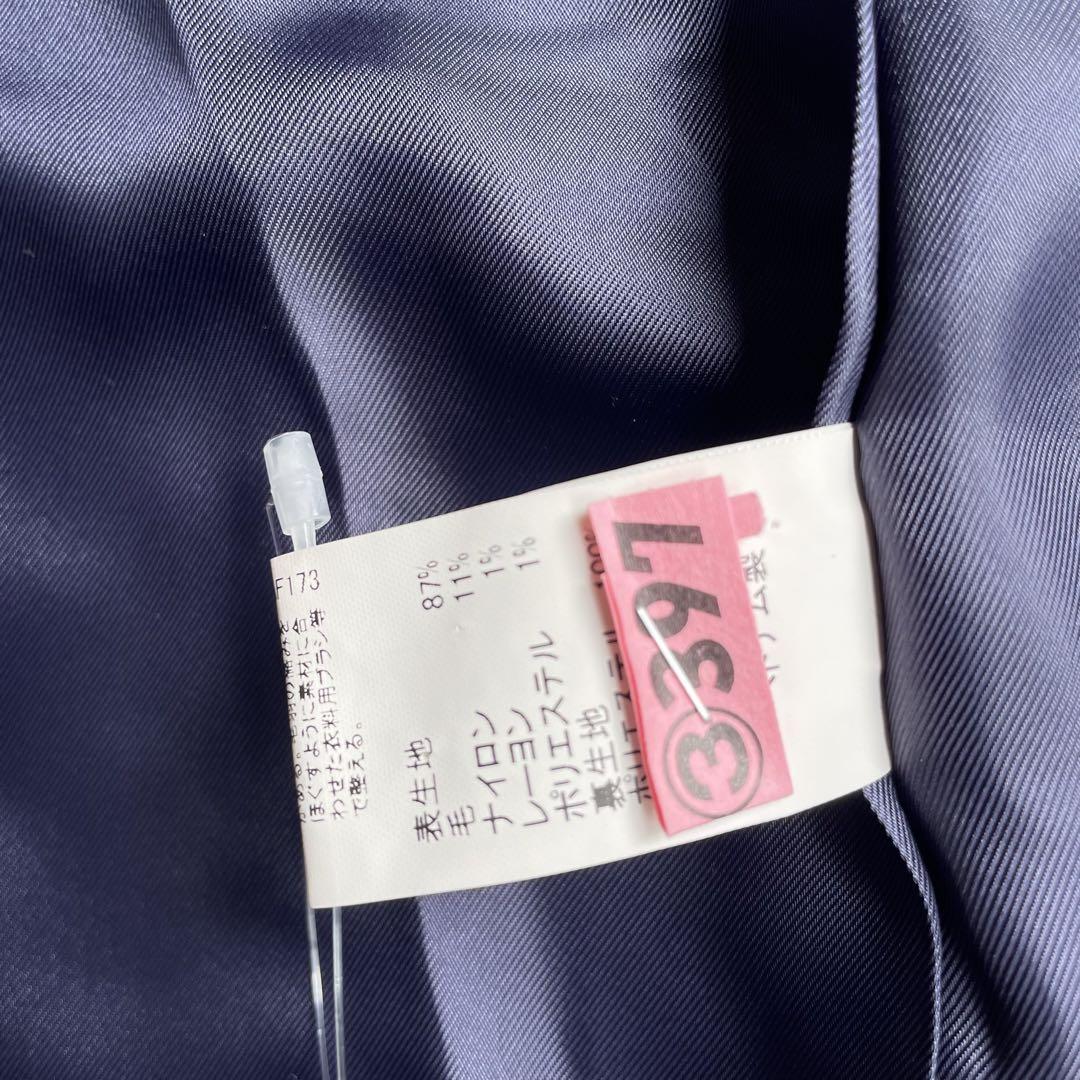 F173
ほぐすように素材に合
わせた衣料用ブラシ等
で整える。
表生地
毛 87%
ナイロン 11%
レーヨン 1%
ポリエステル 1%
裏生地
ポリエステル 100%
ム製
③397